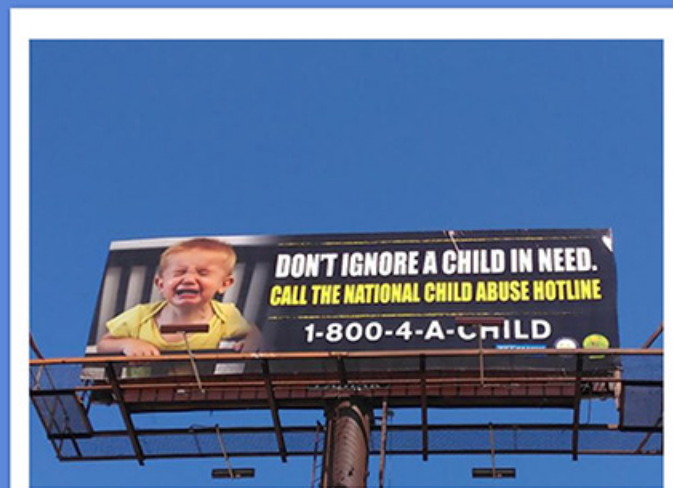 DON'T IGNORE A CHILD IN NEED.
CALL THE NATIONAL CHILD ABUSE HOTLINE
1-800-4-A-CHILD